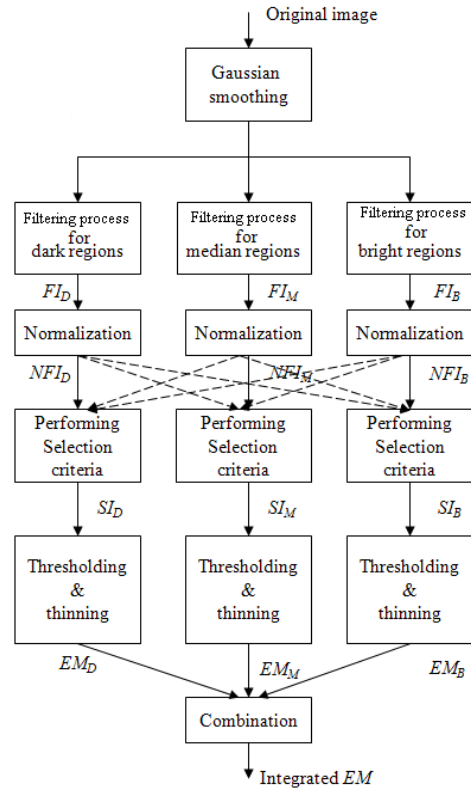 Original image
Gaussian
smoothing
Filtering process
for
dark regions
Filtering process
for
median regions
Filtering process
for
bright regions
FI_D
FI_M
FI_B
Normalization
Normalization
Normalization
NFI_D
NFI_M
NFI_B
Performing
Selection
criteria
Performing
Selection
criteria
Performing
Selection
criteria
SI_D
SI_M
SI_B
Thresholding
&
thinning
Thresholding
&
thinning
Thresholding
&
thinning
EM_D
EM_M
EM_B
Combination
Integrated EM